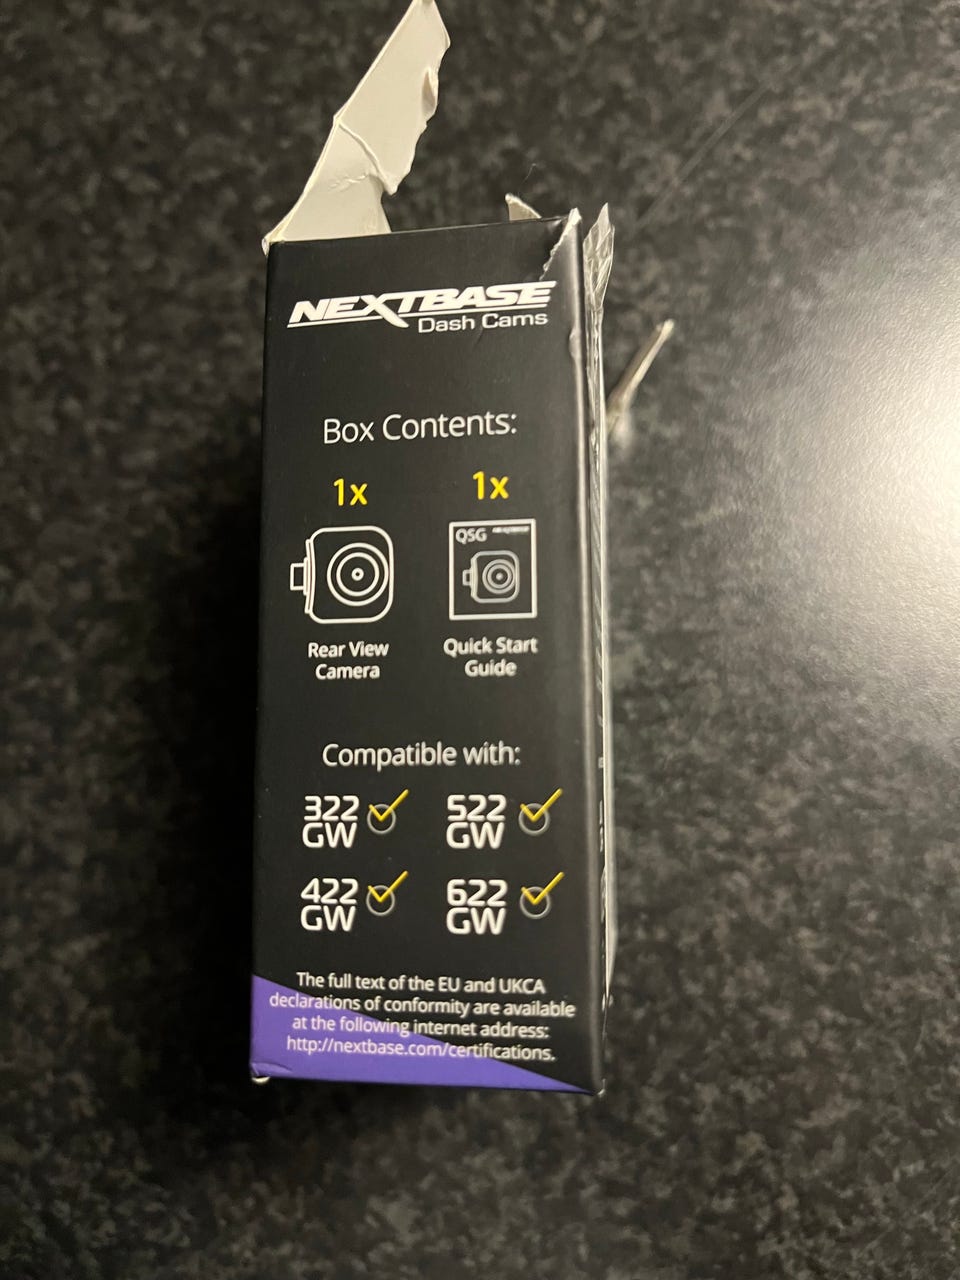 NEXTBASE
Dash Cams
Box Contents:
1x
1x
QSG
Rear View
Camera
Quick Start
Guide
Compatible with:
322
GW
522
GW
422
GW
622
GW
The full text of the EU and UKCA
declarations of conformity are available
at the following internet address:
http://nextbase.com/certifications.